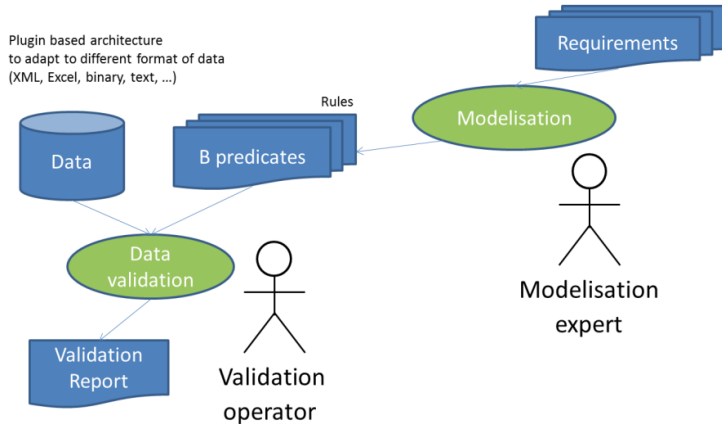 Plugin based architecture
to adapt to different format of data
(XML, Excel, binary, text, ...)
Requirements
Rules
Modelisation
Data
B predicates
Data
validation
Modelisation
expert
Validation
Report
Validation
operator